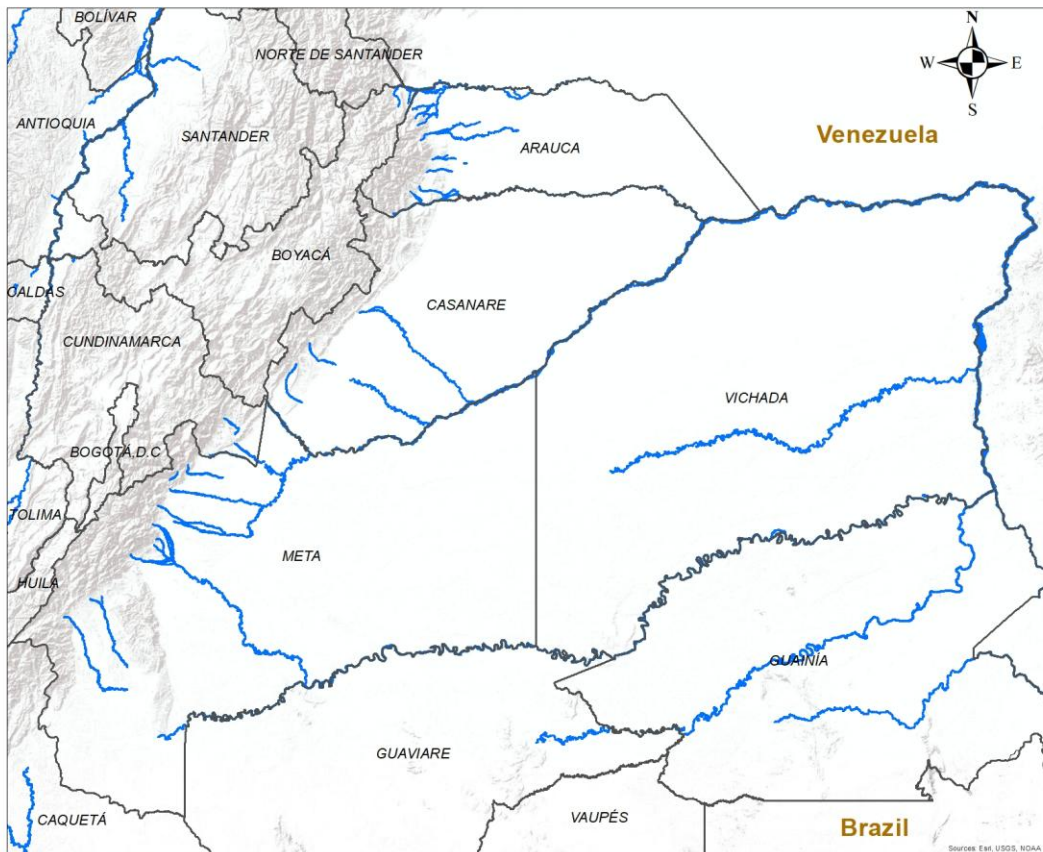 BOLÍVAR
NORTE DE SANTANDER
N
W
E
S
ANTIOQUIA
SANTANDER
ARAUCA
Venezuela
BOYACÁ
CALDAS
CASANARE
CUNDINAMARCA
VICHADA
BOGOTÁ,D.C
TOLIMA
META
HUILA
GUAINÍA
GUAVIARE
CAQUETÁ
VAUPÉS
Brazil
Sources: Esri, USGS, NOAA